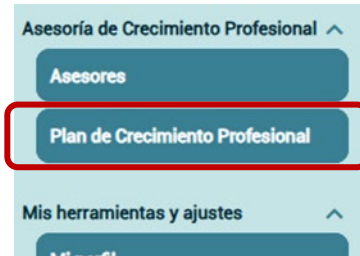 Asesoría de Crecimiento Profesional
Asesores
Plan de Crecimiento Profesional
Mis herramientas y ajustes